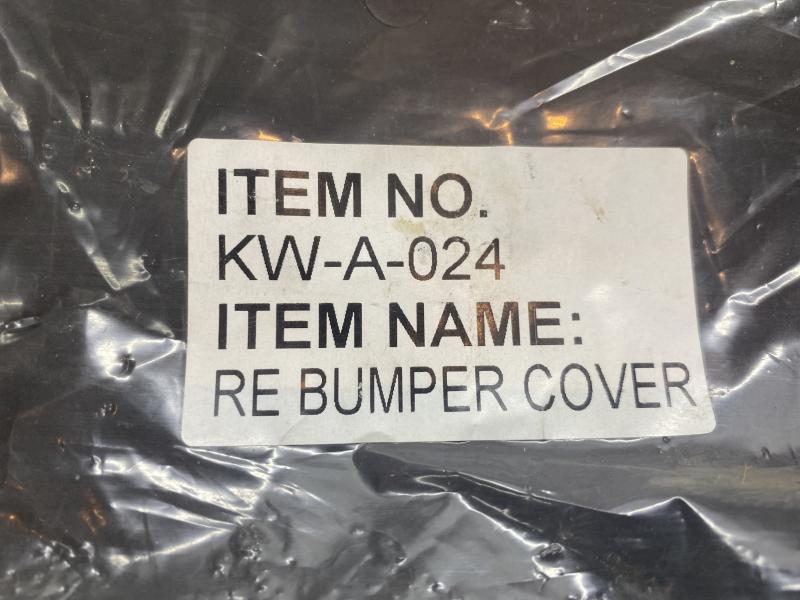 ITEM NO.
KW-A-024
ITEM NAME:
RE BUMPER COVER